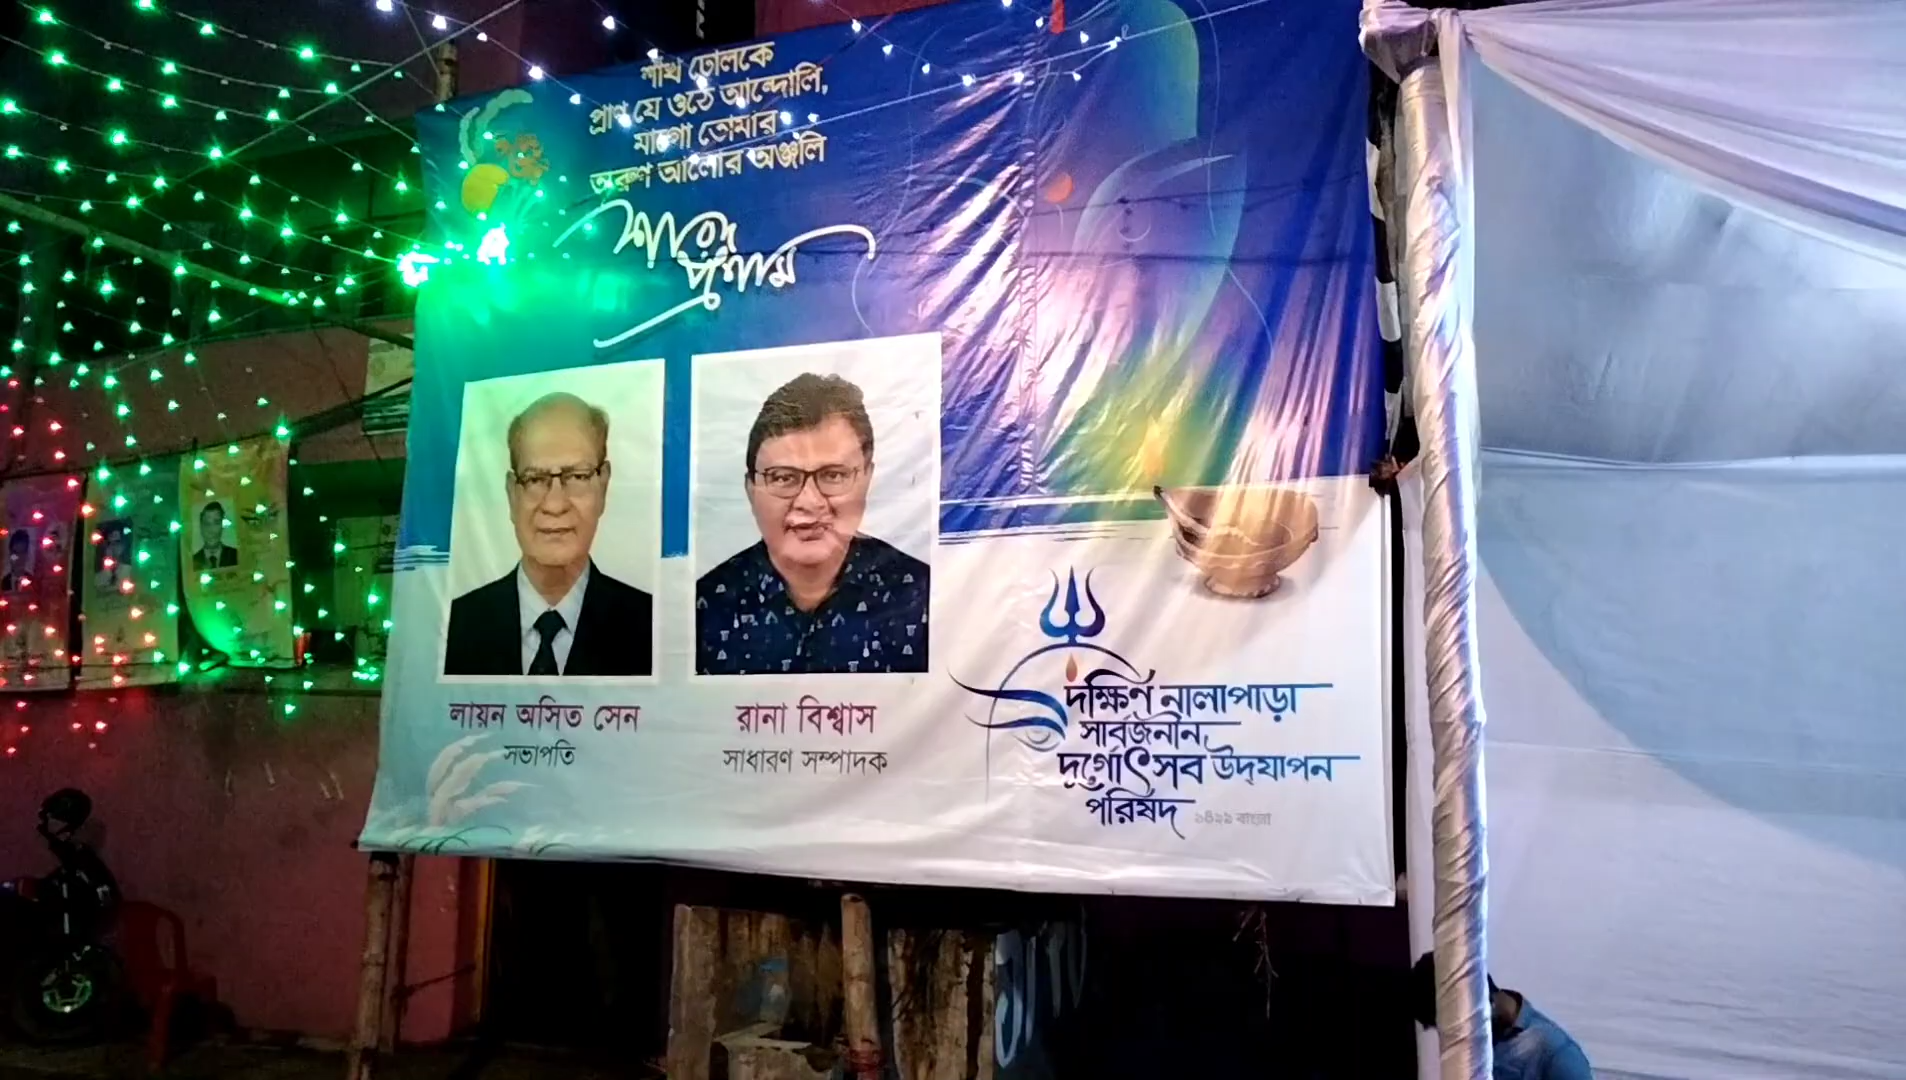 শাঁখ ঢোলকে
প্রাণ যে ওঠে আন্দোলি,
মাগো তোমার
অরুণ আলোর অঞ্জলি
শারদ
প্রণাম
লায়ন অসিত সেন
সভাপতি
রানা বিশ্বাস
সাধারণ সম্পাদক
দক্ষিণ নালাপাড়া
সার্বজনীন
দুর্গোৎসব উদ্‌যাপন
পরিষদ ১৪২৯ বাংলা